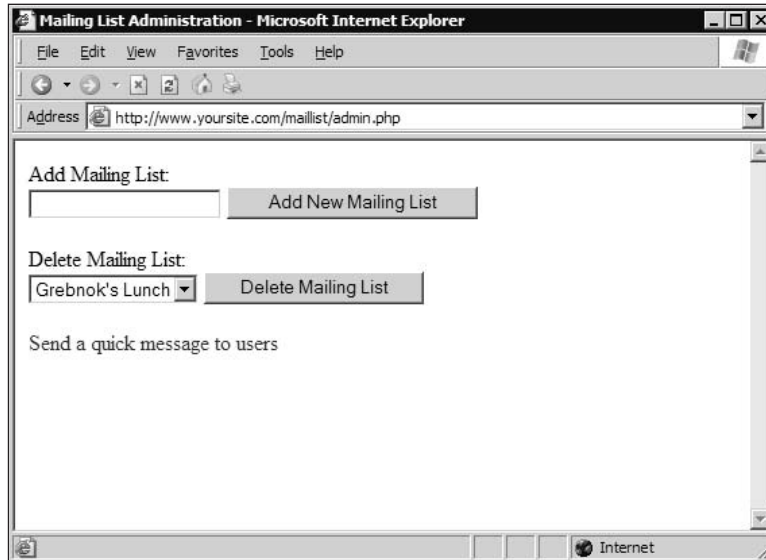 Mailing List Administration - Microsoft Internet Explorer
File Edit View Favorites Tools Help
Address http://www.yoursite.com/maillist/admin.php
Add Mailing List:
Add New Mailing List
Delete Mailing List:
Grebnok's Lunch Delete Mailing List
Send a quick message to users
Internet